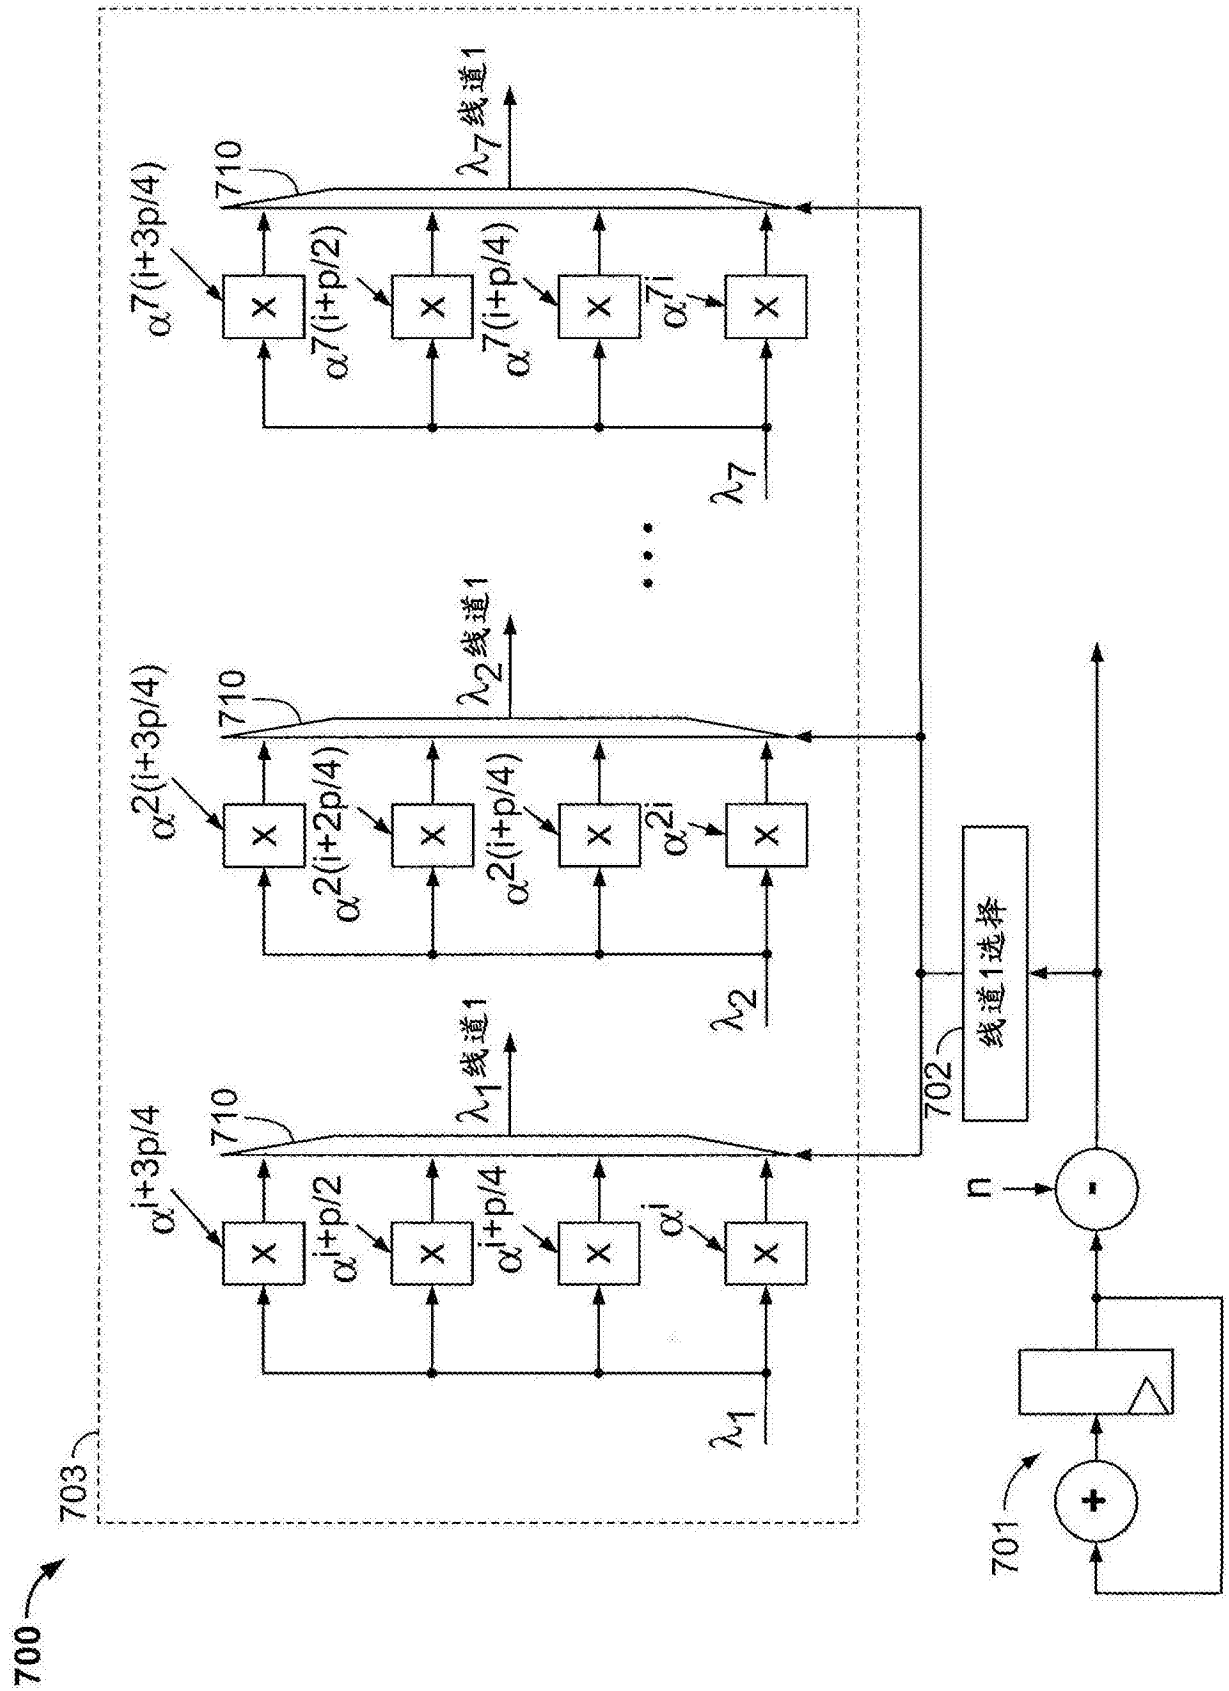 700
703
α^i+3p/4
α^i+p/2
α^i+p/4
α^i
λ1
710
λ1线道1
α^2(i+3p/4)
α^2(i+2p/4)
α^2(i+p/4)
α^2i
λ2
710
λ2线道1
...
α^7(i+3p/4)
α^7(i+p/2)
α^7(i+p/4)
α^7i
λ7
710
λ7线道1
702
线道1选择
701
n
+
-
X
X
X
X
X
X
X
X
X
X
X
X